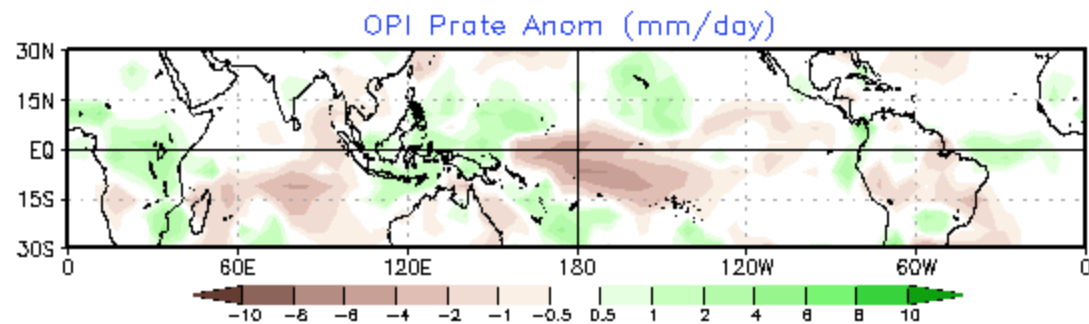 OPI Prate Anom (mm/day)
30N
15N
EQ
15S
30S
0 60E 120E 180 120W 60W 0
-10 -8 -6 -4 -2 -1 -0.5 0.5 1 2 4 6 8 10